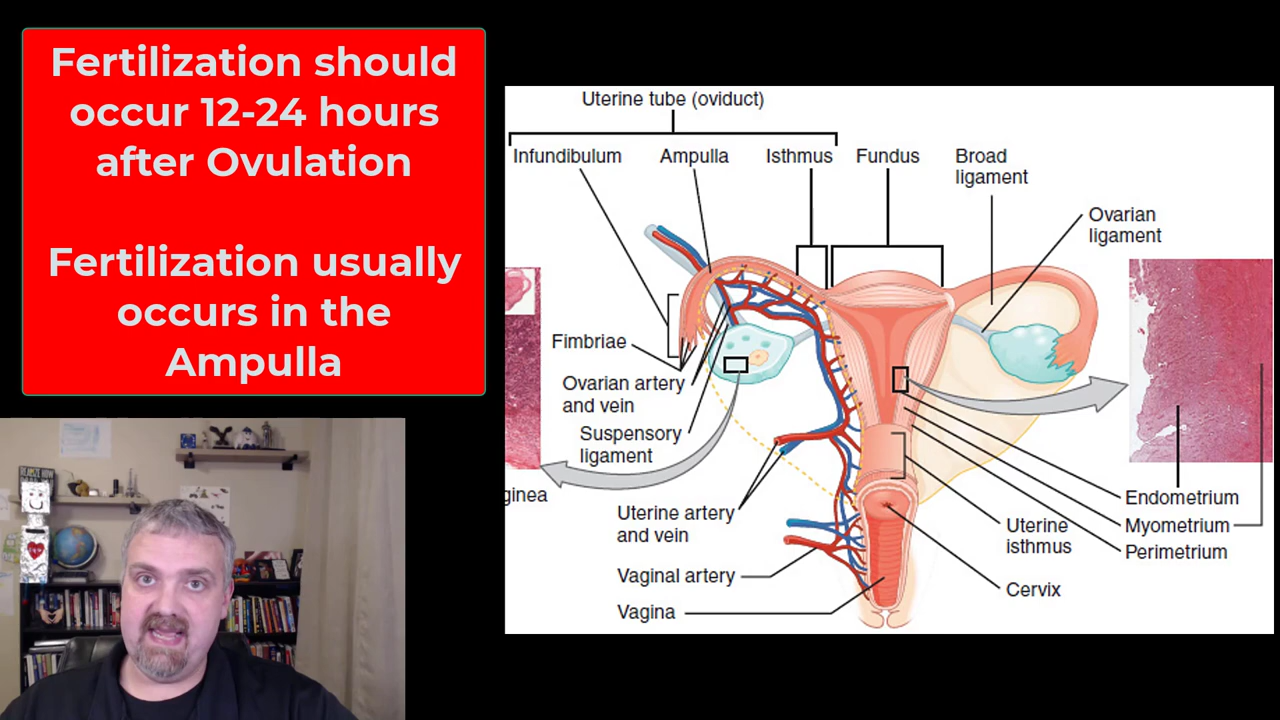 Fertilization should
occur 12-24 hours
after Ovulation
Fertilization usually
occurs in the
Ampulla
Uterine tube (oviduct)
Infundibulum
Ampulla
Isthmus
Fundus
Broad
ligament
Ovarian
ligament
Fimbriae
Ovarian artery
and vein
Suspensory
ligament
ginea
Uterine artery
and vein
Vaginal artery
Vagina
Endometrium
Myometrium
Perimetrium
Uterine
isthmus
Cervix